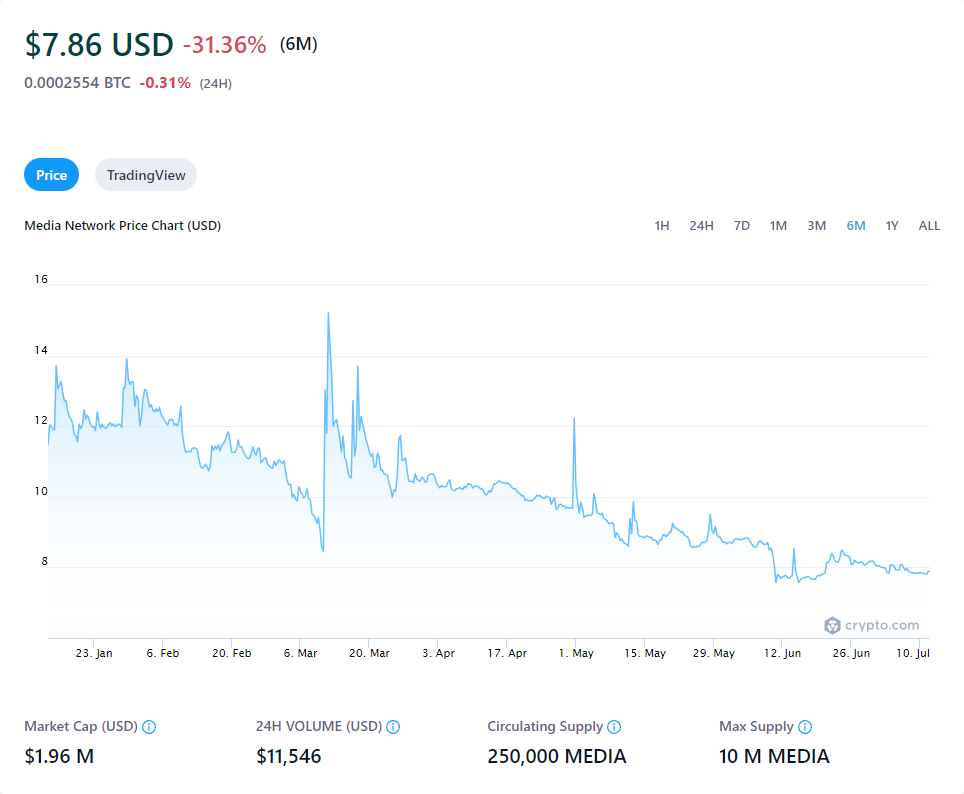 $7.86 USD -31.36% (6M)
0.0002554 BTC -0.31% (24H)
Price TradingView
Media Network Price Chart (USD) 1H 24H 7D 1M 3M 6M 1Y ALL
16
14
12
10
8
crypto.com
23. Jan 6. Feb 20. Feb 6. Mar 20. Mar 3. Apr 17. Apr 1. May 15. May 29. May 12. Jun 26. Jun 10. Jul
Market Cap (USD) 24H VOLUME (USD) Circulating Supply Max Supply
$1.96 M $11,546 250,000 MEDIA 10 M MEDIA